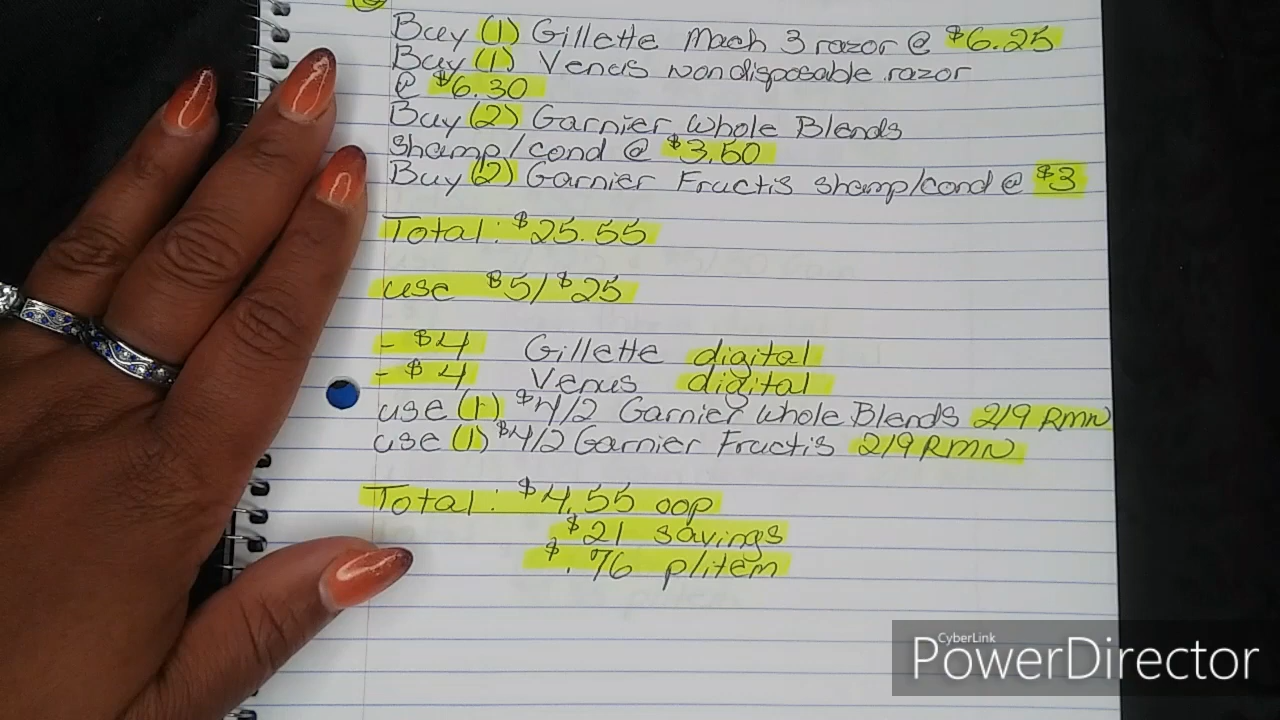 Buy (1) Gillette Mach 3 razor @ $6.25
Buy (1) Venus nondisposable razor
@ $6.30
Buy (2) Garnier Whole Blends
shamp/cond @ $3.50
Buy (2) Garnier Fructis shamp/cond @ $3
Total: $25.55
use $5/$25
- $4 Gillette digital
- $4 Venus digital
use (1) $4/2 Garnier Whole Blends 2/9 RMN
use (1) $4/2 Garnier Fructis 2/9 RMN
Total: $4.55 oop
$21 savings
$.76 p/item
CyberLink
PowerDirector